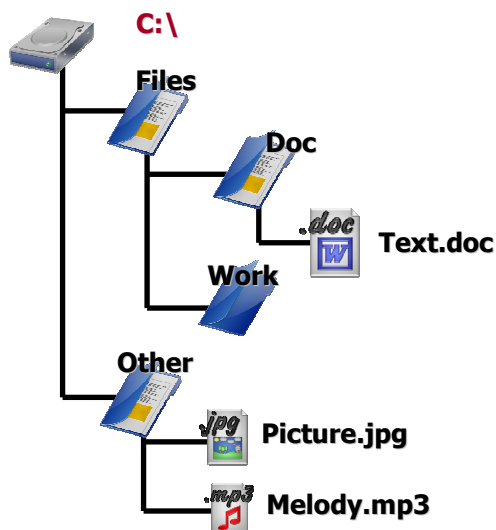 C:\
Files
Doc
.doc
W
Text.doc
Work
Other
.jpg
Picture.jpg
.mp3
Melody.mp3